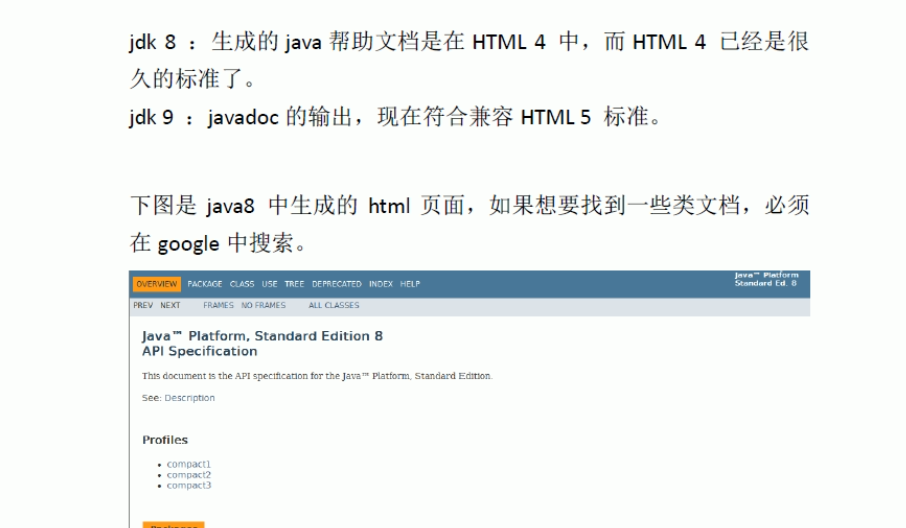 jdk 8 ：生成的 java 帮助文档是在 HTML 4 中，而 HTML 4 已经是很
久的标准了。
jdk 9 ：javadoc 的输出，现在符合兼容 HTML 5 标准。
下图是 java8 中生成的 html 页面，如果想要找到一些类文档，必须
在 google 中搜索。
OVERVIEW PACKAGE CLASS USE TREE DEPRECATED INDEX HELP
Java™ Platform
Standard Ed. 8
PREV NEXT FRAMES NO FRAMES ALL CLASSES
Java™ Platform, Standard Edition 8
API Specification
This document is the API specification for the Java™ Platform, Standard Edition.
See: Description
Profiles
• compact1
• compact2
• compact3